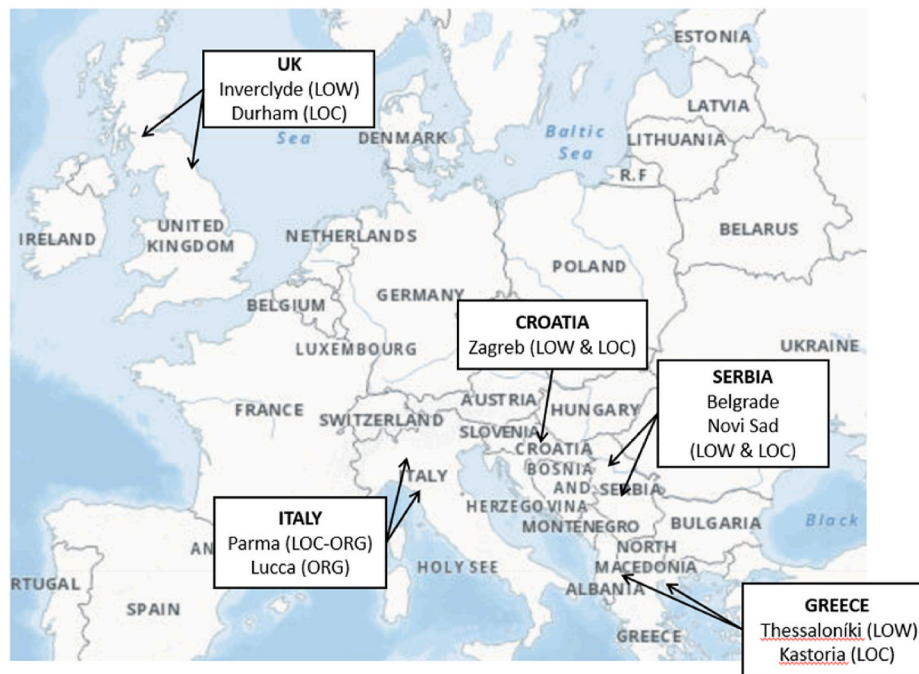 ESTONIA
UK
Inverclyde (LOW)
Durham (LOC)
LATVIA
Sea
DENMARK
Baltic
Sea
LITHUANIA
R.F
BELARUS
IRELAND
UNITED
KINGDOM
NETHERLANDS
POLAND
GERMANY
BELGIUM
CROATIA
Zagreb (LOW & LOC)
LUXEMBOURG
UKRAINE
SERBIA
Belgrade
Novi Sad
(LOW & LOC)
FRANCE
SWITZERLAND
AUSTRIA
HUNGARY
SLOVENIA
CROATIA
BOSNIA
AND
HERZEGOVINA
ITALY
SERBIA
MONTENEGRO
BULGARIA
Black
ITALY
Parma (LOC-ORG)
Lucca (ORG)
AN
NORTH
MACEDONIA
HOLY SEE
ALBANIA
RTUGAL
SPAIN
GREECE
GREECE
Thessaloníki (LOW)
Kastoria (LOC)